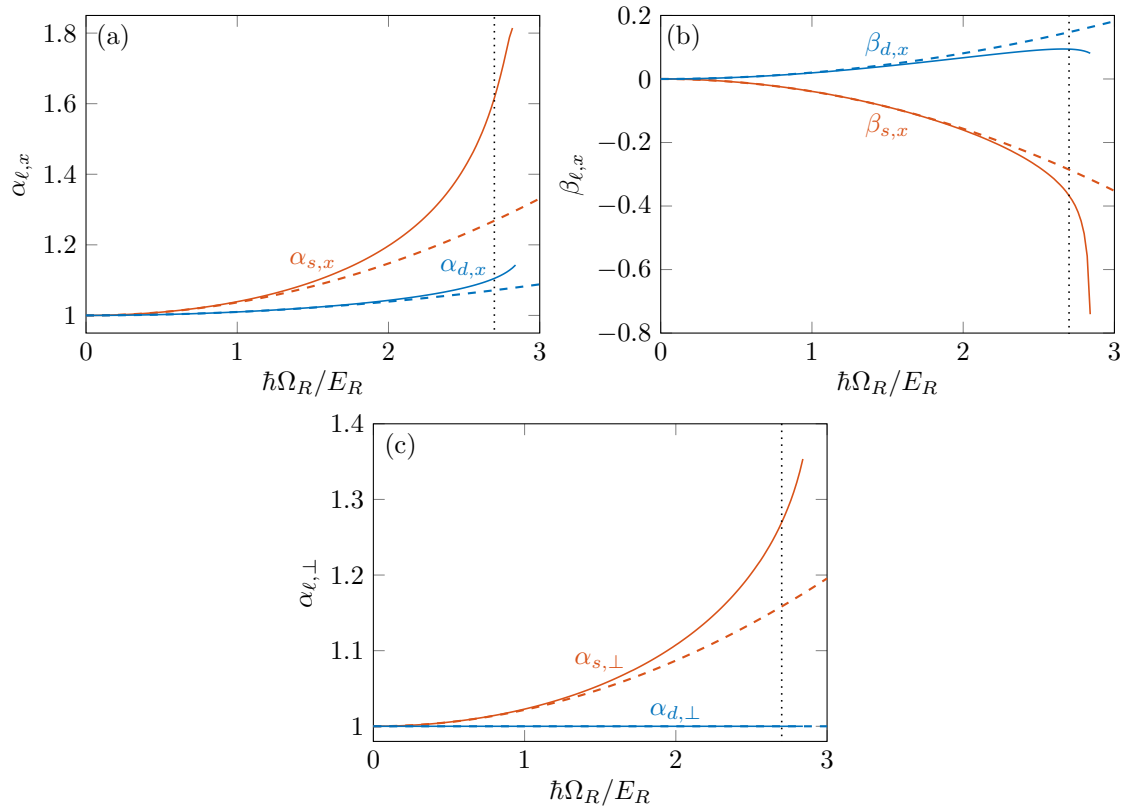 (a)
1.8
1.6
1.4
1.2
1
α_{ℓ,x}
α_{s,x}
α_{d,x}
0 1 2 3
ħΩ_R/E_R
(b)
0.2
0
−0.2
−0.4
−0.6
−0.8
β_{ℓ,x}
β_{d,x}
β_{s,x}
0 1 2 3
ħΩ_R/E_R
(c)
1.4
1.3
1.2
1.1
1
α_{ℓ,⊥}
α_{s,⊥}
α_{d,⊥}
0 1 2 3
ħΩ_R/E_R